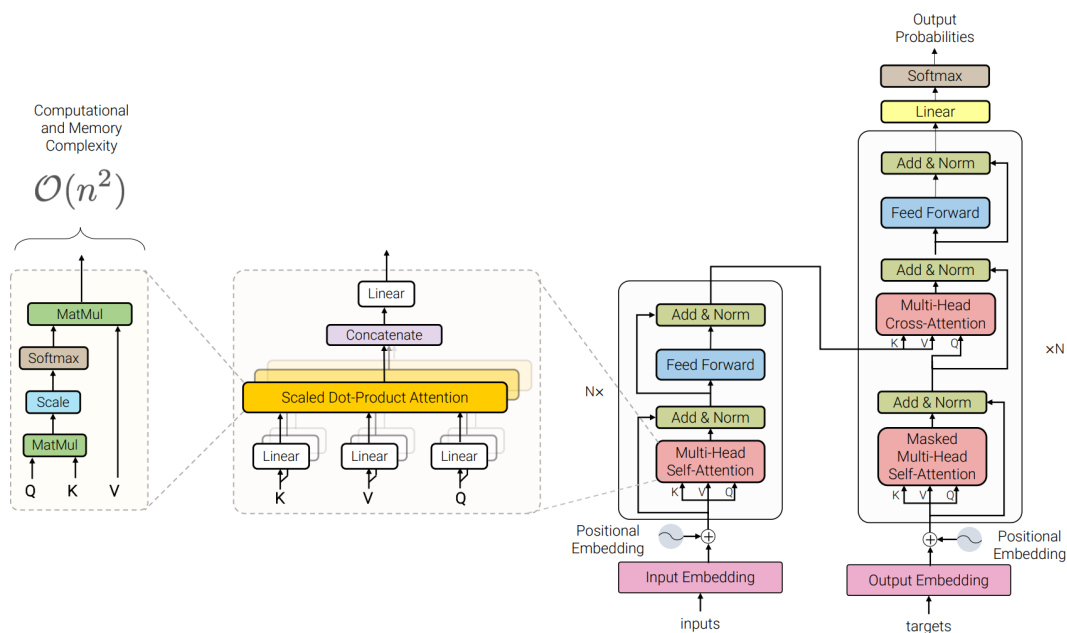 Computational
and Memory
Complexity
𝒪(n²)
MatMul
Softmax
Scale
MatMul
Q K V
Linear
Concatenate
Scaled Dot-Product Attention
Linear Linear Linear
K V Q
N×
Add & Norm
Feed Forward
Add & Norm
Multi-Head
Self-Attention
K V Q
Positional
Embedding
Input Embedding
inputs
Output
Probabilities
Softmax
Linear
Add & Norm
Feed Forward
Add & Norm
Multi-Head
Cross-Attention
K V Q
×N
Add & Norm
Masked
Multi-Head
Self-Attention
K V Q
Positional
Embedding
Output Embedding
targets